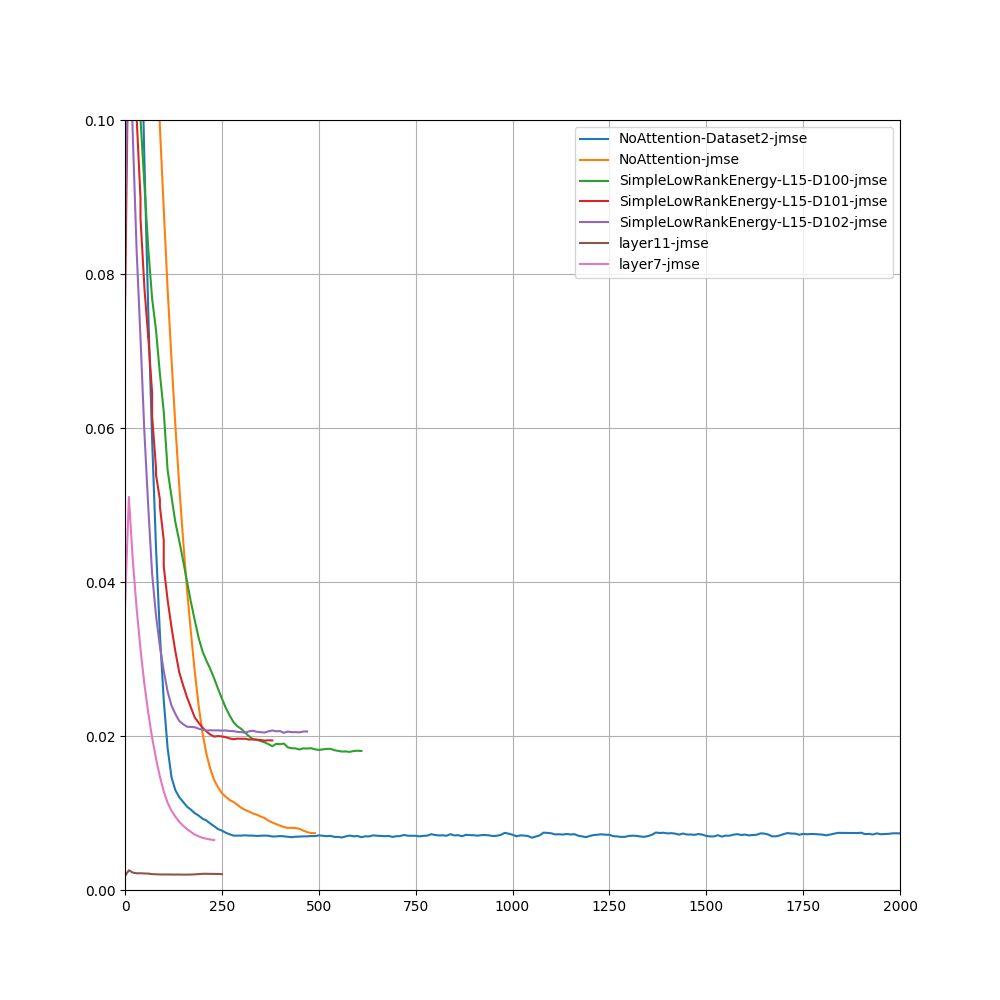 0.10
0.08
0.06
0.04
0.02
0.00
0 250 500 750 1000 1250 1500 1750 2000
NoAttention-Dataset2-jmse
NoAttention-jmse
SimpleLowRankEnergy-L15-D100-jmse
SimpleLowRankEnergy-L15-D101-jmse
SimpleLowRankEnergy-L15-D102-jmse
layer11-jmse
layer7-jmse